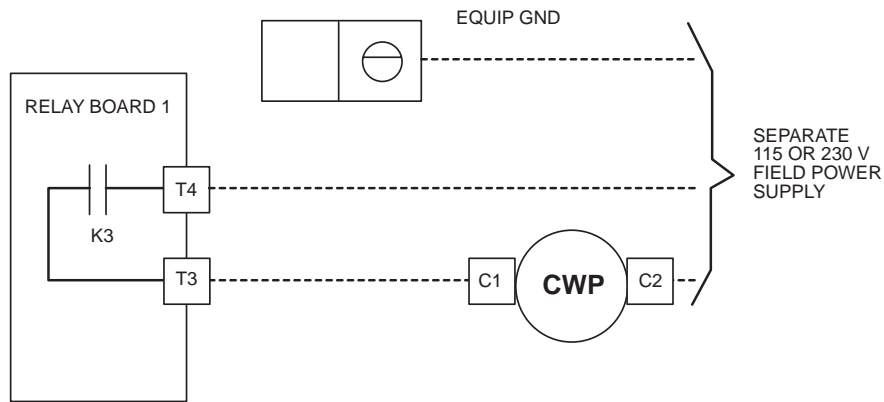 EQUIP GND
RELAY BOARD 1
SEPARATE
115 OR 230 V
FIELD POWER
SUPPLY
T4
K3
T3
C1
CWP
C2